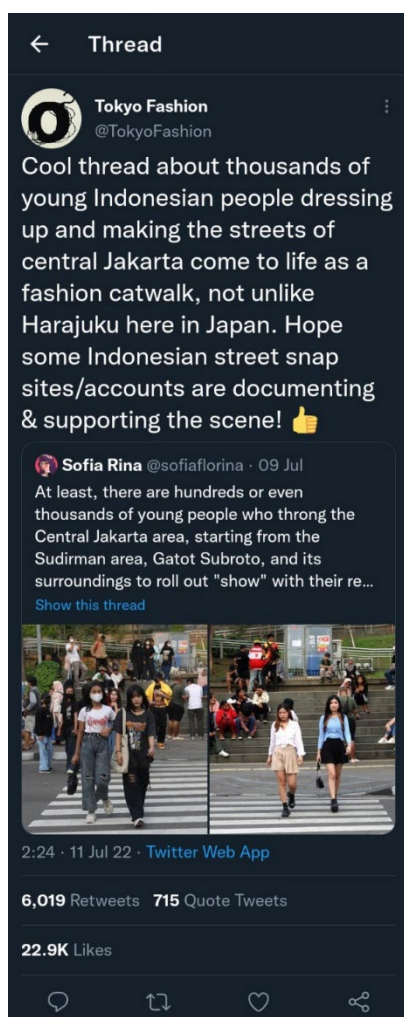 Thread
Tokyo Fashion
@TokyoFashion
Cool thread about thousands of
young Indonesian people dressing
up and making the streets of
central Jakarta come to life as a
fashion catwalk, not unlike
Harajuku here in Japan. Hope
some Indonesian street snap
sites/accounts are documenting
& supporting the scene! 👍
Sofia Rina @sofiaflorina · 09 Jul
At least, there are hundreds or even
thousands of young people who throng the
Central Jakarta area, starting from the
Sudirman area, Gatot Subroto, and its
surroundings to roll out "show" with their re...
Show this thread
2:24 · 11 Jul 22 · Twitter Web App
6,019 Retweets 715 Quote Tweets
22.9K Likes